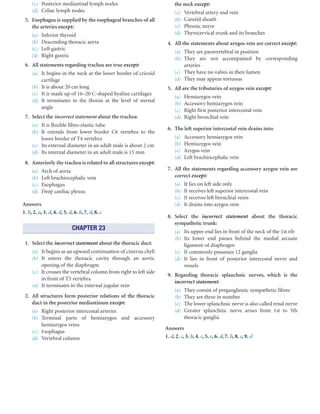 (c) Posterior mediastinal lymph nodes
(d) Celiac lymph nodes
5. Esophagus is supplied by the esophageal branches of all the arteries except:
(a) Inferior thyroid
(b) Descending thoracic aorta
(c) Left gastric
(d) Right gastric
6. All statements regarding trachea are true except:
(a) It begins in the neck at the lower border of cricoid cartilage
(b) It is about 20 cm long
(c) It is made up of 16–20 C-shaped hyaline cartilages
(d) It terminates in the thorax at the level of sternal angle
7. Select the incorrect statement about the trachea:
(a) It is flexible fibro-elastic tube
(b) It extends from lower border C6 vertebra to the lower border of T4 vertebra
(c) Its external diameter in an adult male is about 2 cm
(d) Its internal diameter in an adult male is 15 mm
8. Anteriorly the trachea is related to all structures except:
(a) Arch of aorta
(b) Left brachiocephalic vein
(c) Esophagus
(d) Deep cardiac plexus
Answers
1. b, 2. a, 3. d, 4. d, 5. d, 6. b, 7. d, 8. c
CHAPTER 23
1. Select the incorrect statement about the thoracic duct:
(a) It begins as an upward continuation of cisterna chyli
(b) It enters the thoracic cavity through an aortic opening of the diaphragm
(c) It crosses the vertebral column from right to left side in front of T5 vertebra
(d) It terminates in the external jugular vein
2. All structures form posterior relations of the thoracic duct in the posterior mediastinum except:
(a) Right posterior intercostal arteries
(b) Terminal parts of hemiazygos and accessory hemiazygos veins
(c) Esophagus
(d) Vertebral column
the neck except:
(a) Vertebral artery and vein
(b) Carotid sheath
(c) Phrenic nerve
(d) Thyrocervical trunk and its branches
4. All the statements about azygos vein are correct except:
(a) They are paravertebral in position
(b) They are not accompanied by corresponding arteries
(c) They have no valves in their lumen
(d) They may appear tortuous
5. All are the tributaries of azygos vein except:
(a) Hemiazygos vein
(b) Accessory hemiazygos vein
(c) Right first posterior intercostal vein
(d) Right bronchial vein
6. The left superior intercostal vein drains into:
(a) Accessory hemiazygos vein
(b) Hemiazygos vein
(c) Azygos vein
(d) Left brachiocephalic vein
7. All the statements regarding accessory azygos vein are correct except:
(a) It lies on left side only
(b) It receives left superior intercostal vein
(c) It receives left bronchial veins
(d) It drains into azygos vein
8. Select the incorrect statement about the thoracic sympathetic trunk:
(a) Its upper end lies in front of the neck of the 1st rib
(b) Its lower end passes behind the medial arcuate ligament of diaphragm
(c) It commonly possesses 12 ganglia
(d) It lies in front of posterior intercostal nerve and vessels
9. Regarding thoracic splanchnic nerves, which is the incorrect statement:
(a) They consist of preganglionic sympathetic fibres
(b) They are three in number
(c) The lower splanchnic nerve is also called renal nerve
(d) Greater splanchnic nerve arises from 1st to 5th thoracic ganglia
Answers
1. d, 2. c, 3. b, 4. c, 5. c, 6. d, 7. b, 8. c, 9. d